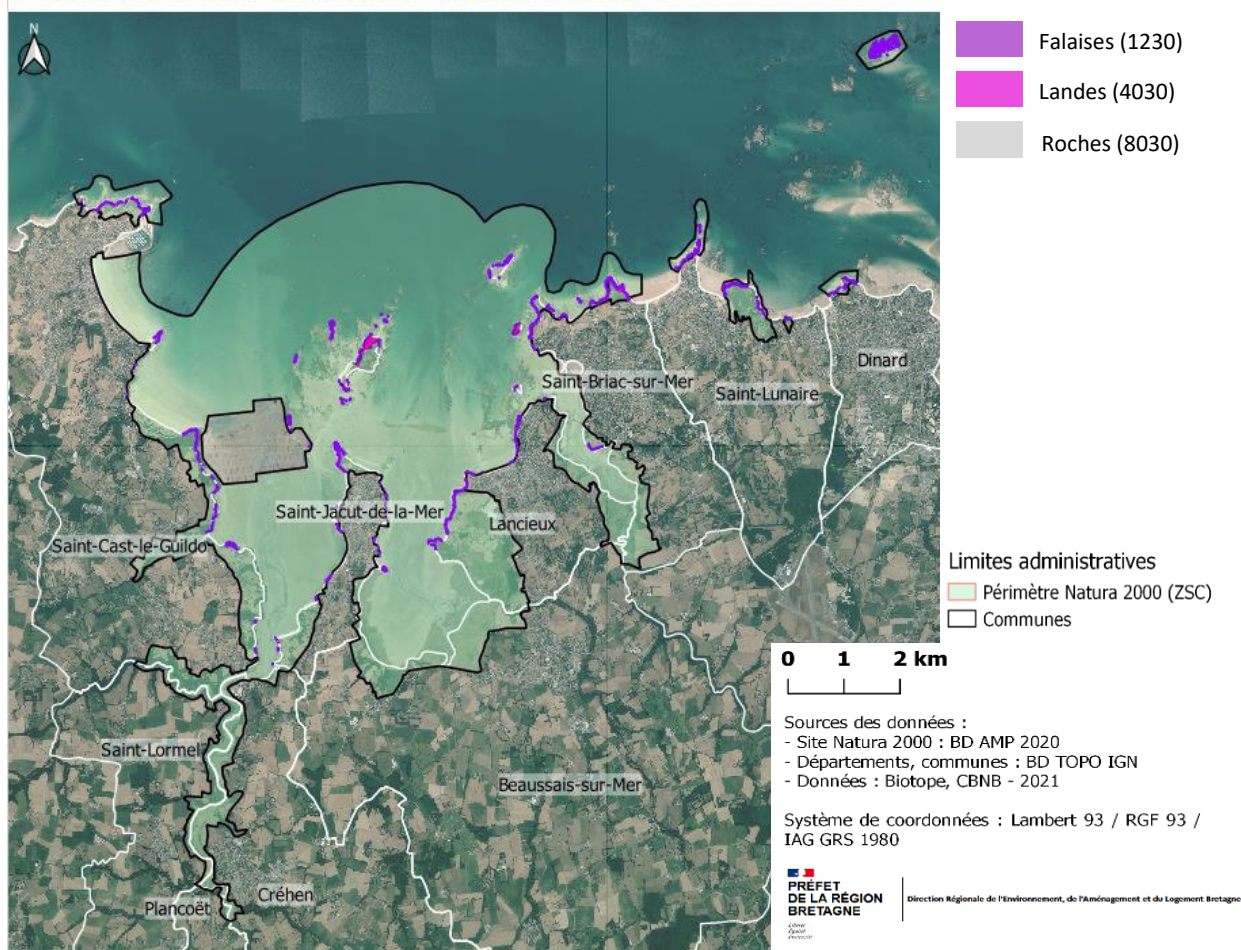 N
Falaises (1230)
Landes (4030)
Roches (8030)
Dinard
Saint-Briac-sur-Mer
Saint-Lunaire
Saint-Jacut-de-la-Mer
Lancieux
Saint-Cast-le-Guildo
Saint-Lormel
Beaussais-sur-Mer
Créhen
Plancoët
Limites administratives
Périmètre Natura 2000 (ZSC)
Communes
0 1 2 km
Sources des données :
- Site Natura 2000 : BD AMP 2020
- Départements, communes : BD TOPO IGN
- Données : Biotope, CBNB - 2021
Système de coordonnées : Lambert 93 / RGF 93 /
IAG GRS 1980
PRÉFET
DE LA RÉGION
BRETAGNE
Liberté
Égalité
Fraternité
Direction Régionale de l'Environnement, de l'Aménagement et du Logement Bretagne